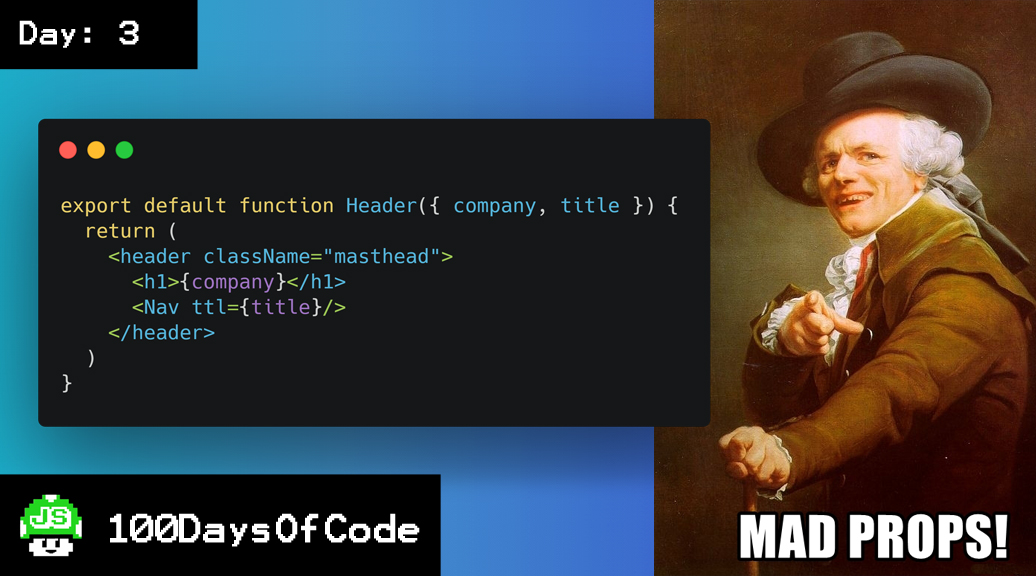 Day: 3
export default function Header({ company, title }) {
  return (
    <header className="masthead">
      <h1>{company}</h1>
      <Nav ttl={title}/>
    </header>
  )
}
JS
100DaysOfCode
MAD PROPS!